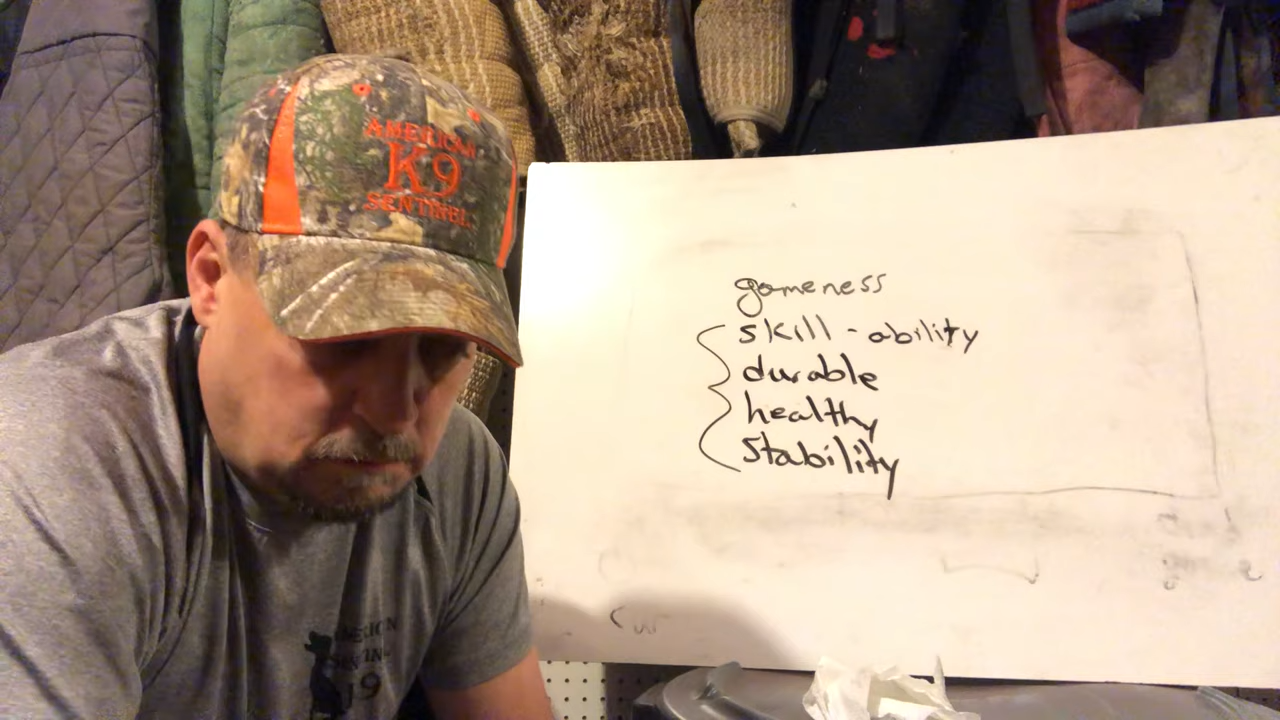 AMERICAN
K9
SENTINEL
gameness
skill - ability
durable
healthy
stability